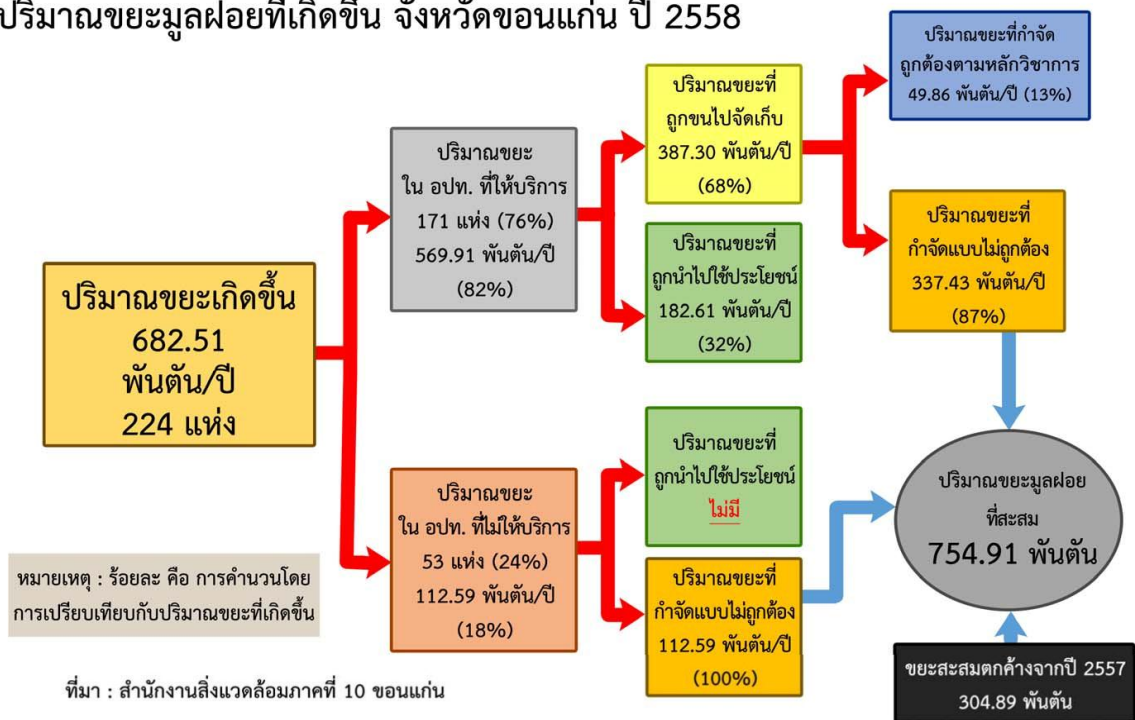 ปริมาณขยะมูลฝอยที่เกิดขึ้น จังหวัดขอนแก่น ปี 2558
ปริมาณขยะเกิดขึ้น
682.51
พันตัน/ปี
224 แห่ง
ปริมาณขยะ
ใน อปท. ที่ให้บริการ
171 แห่ง (76%)
569.91 พันตัน/ปี
(82%)
ปริมาณขยะ
ใน อปท. ที่ไม่ให้บริการ
53 แห่ง (24%)
112.59 พันตัน/ปี
(18%)
ปริมาณขยะที่
ถูกขนไปจัดเก็บ
387.30 พันตัน/ปี
(68%)
ปริมาณขยะที่
ถูกนำไปใช้ประโยชน์
182.61 พันตัน/ปี
(32%)
ปริมาณขยะที่
ถูกนำไปใช้ประโยชน์
ไม่มี
ปริมาณขยะที่
กำจัดแบบไม่ถูกต้อง
112.59 พันตัน/ปี
(100%)
ปริมาณขยะที่กำจัด
ถูกต้องตามหลักวิชาการ
49.86 พันตัน/ปี (13%)
ปริมาณขยะที่
กำจัดแบบไม่ถูกต้อง
337.43 พันตัน/ปี
(87%)
ปริมาณขยะมูลฝอย
ที่สะสม
754.91 พันตัน
ขยะสะสมตกค้างจากปี 2557
304.89 พันตัน
หมายเหตุ : ร้อยละ คือ การคำนวนโดย
การเปรียบเทียบกับปริมาณขยะที่เกิดขึ้น
ที่มา : สำนักงานสิ่งแวดล้อมภาคที่ 10 ขอนแก่น